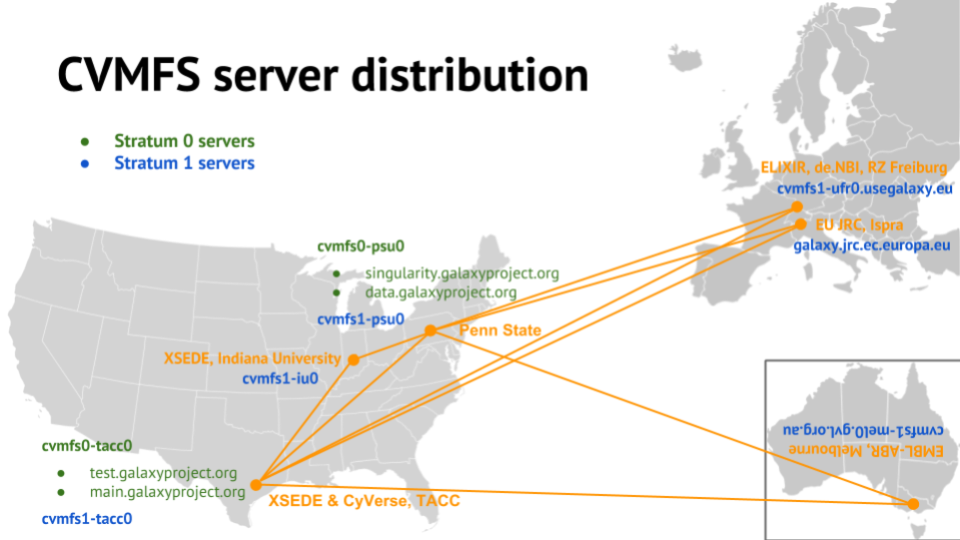 CVMFS server distribution
● Stratum 0 servers
● Stratum 1 servers
ELIXIR, de.NBI, RZ Freiburg
cvmfs1-ufr0.usegalaxy.eu
EU JRC, Ispra
galaxy.jrc.ec.europa.eu
cvmfs0-psu0
● singularity.galaxyproject.org
● data.galaxyproject.org
cvmfs1-psu0
Penn State
XSEDE, Indiana University
cvmfs1-iu0
cvmfs0-tacc0
● test.galaxyproject.org
● main.galaxyproject.org
cvmfs1-tacc0
XSEDE & CyVerse, TACC
EMBL-ABR, Melbourne
cvmfs1-mel0.gvl.org.au